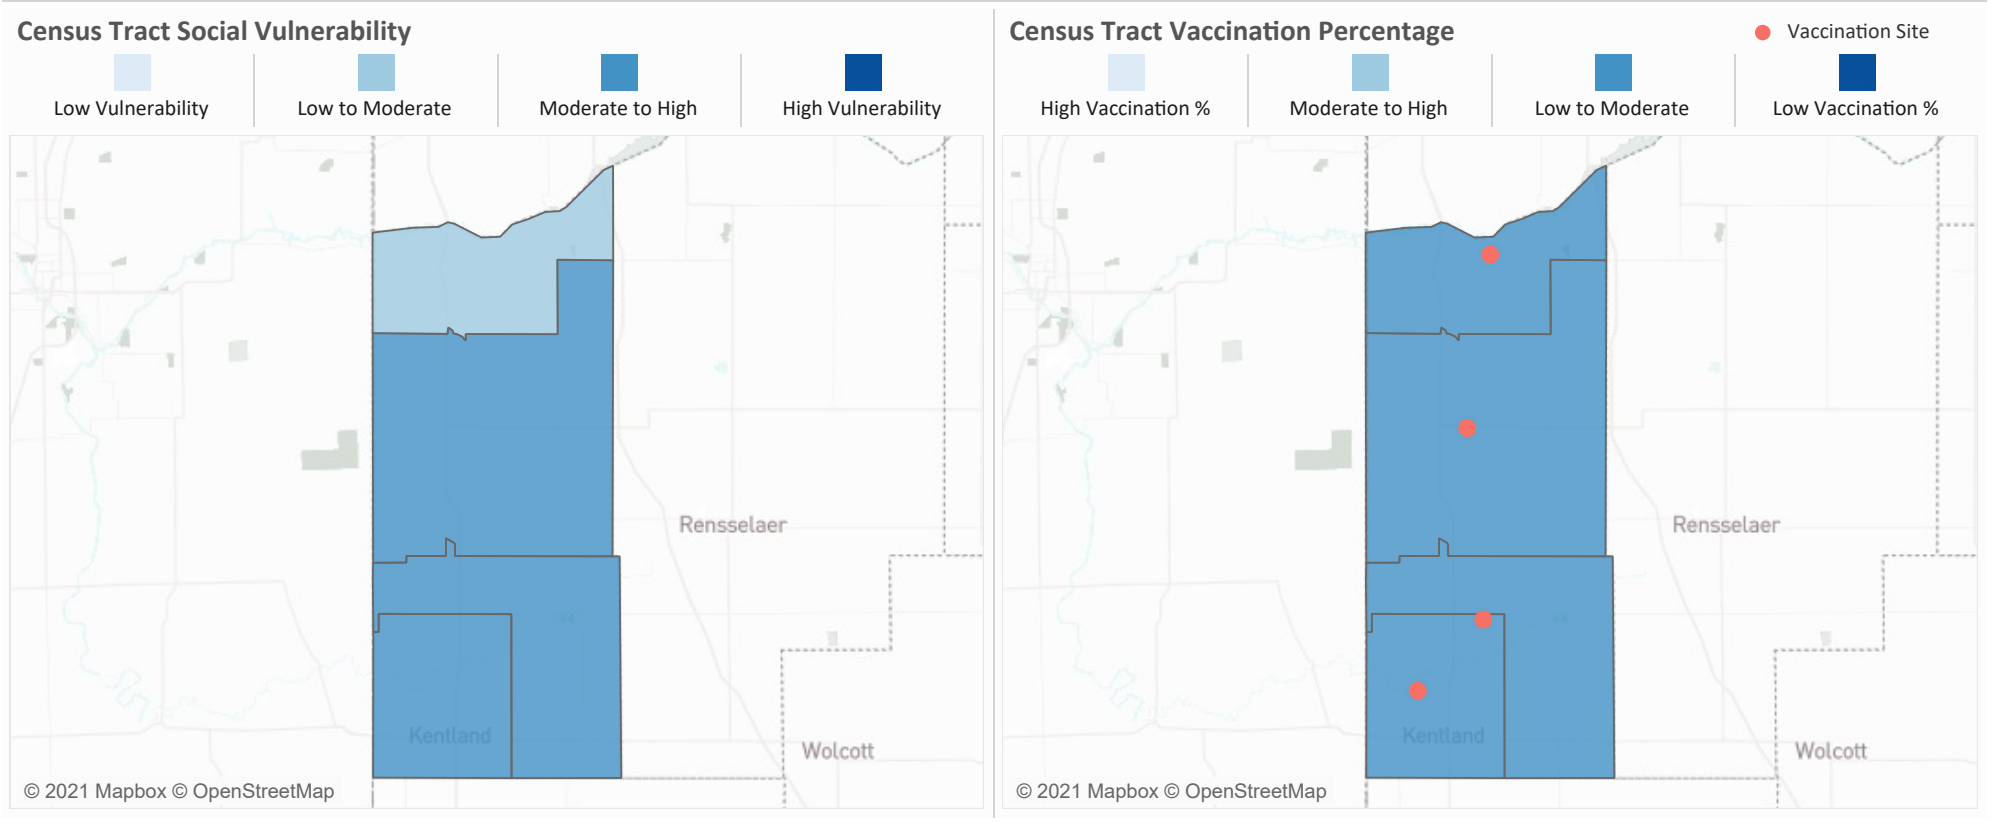 Census Tract Social Vulnerability
Low Vulnerability
Low to Moderate
Moderate to High
High Vulnerability
Rensselaer
Kentland
Wolcott
© 2021 Mapbox © OpenStreetMap
Census Tract Vaccination Percentage
Vaccination Site
High Vaccination %
Moderate to High
Low to Moderate
Low Vaccination %
Rensselaer
Kentland
Wolcott
© 2021 Mapbox © OpenStreetMap